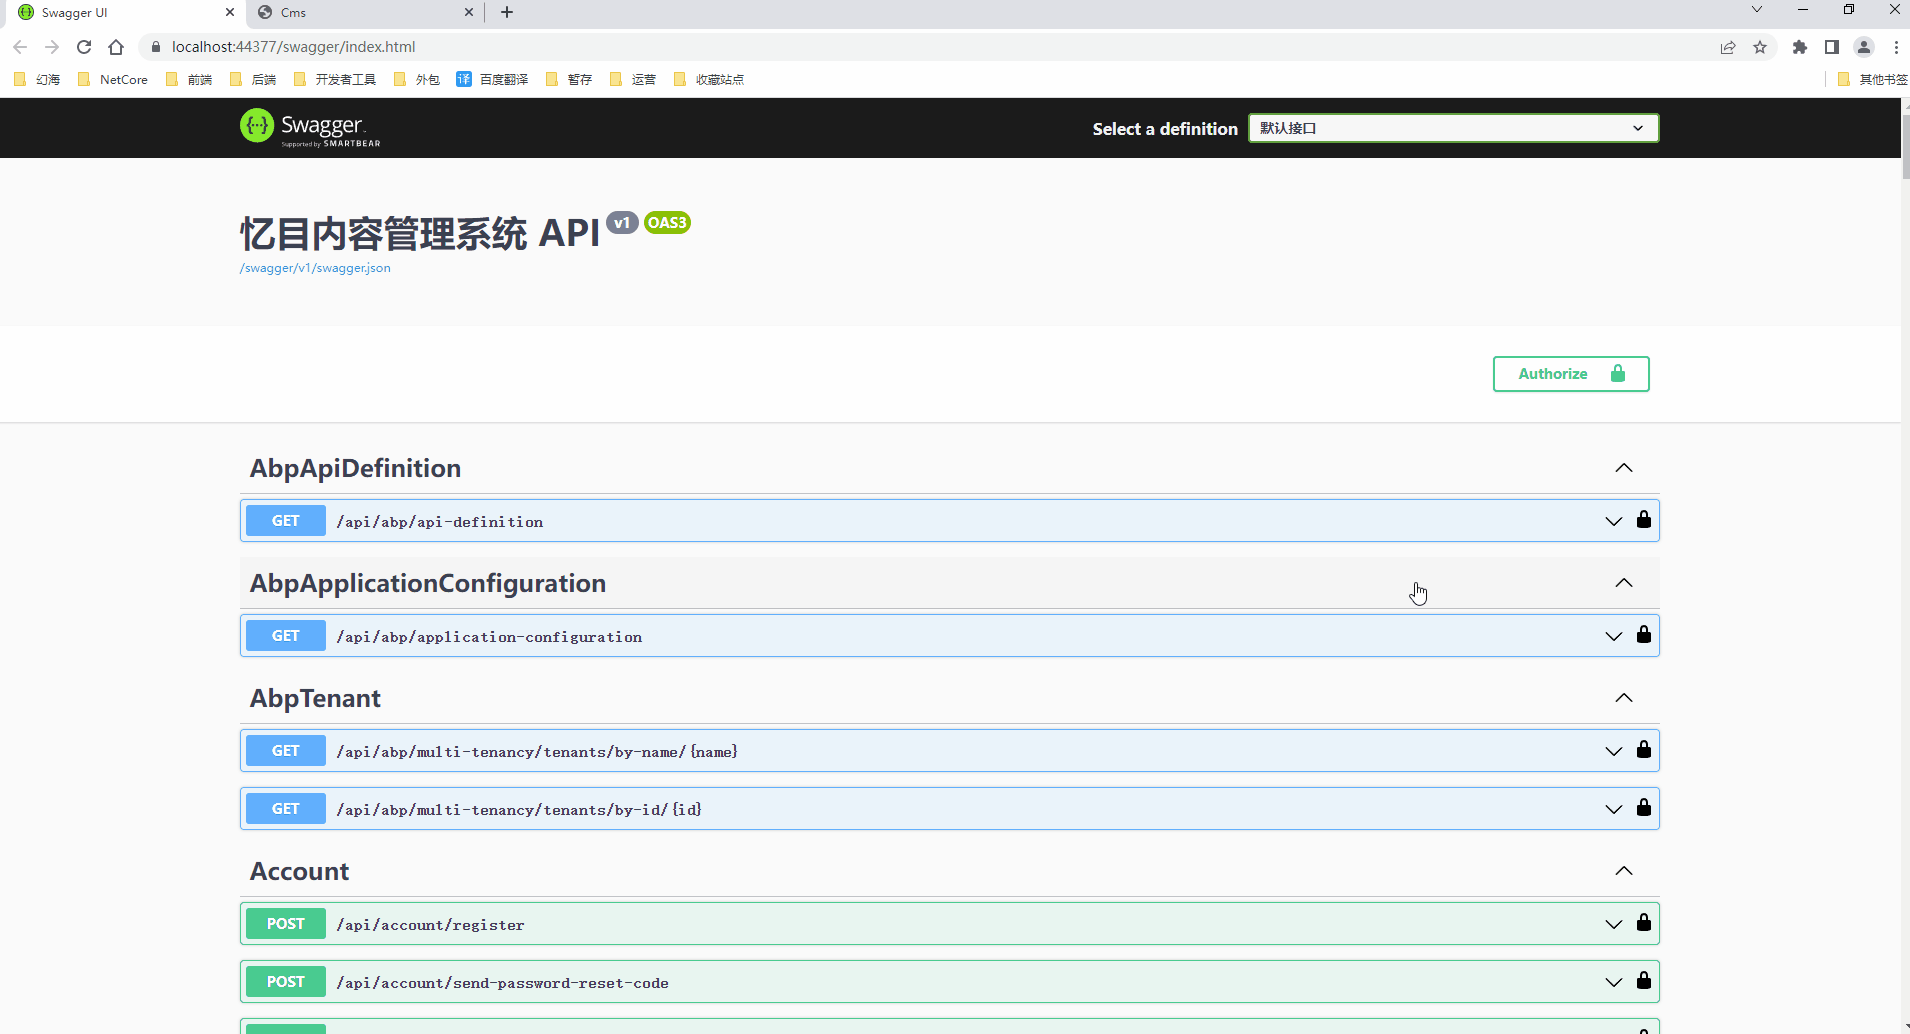 Swagger UI
Cms
localhost:44377/swagger/index.html
幻海 NetCore 前端 后端 开发者工具 外包 译 百度翻译 暂存 运营 收藏站点 其他书签
{...} Swagger
Supported by SMARTBEAR
Select a definition 默认接口
忆目内容管理系统 API v1 OAS3
/swagger/v1/swagger.json
Authorize
AbpApiDefinition
GET /api/abp/api-definition
AbpApplicationConfiguration
GET /api/abp/application-configuration
AbpTenant
GET /api/abp/multi-tenancy/tenants/by-name/{name}
GET /api/abp/multi-tenancy/tenants/by-id/{id}
Account
POST /api/account/register
POST /api/account/send-password-reset-code